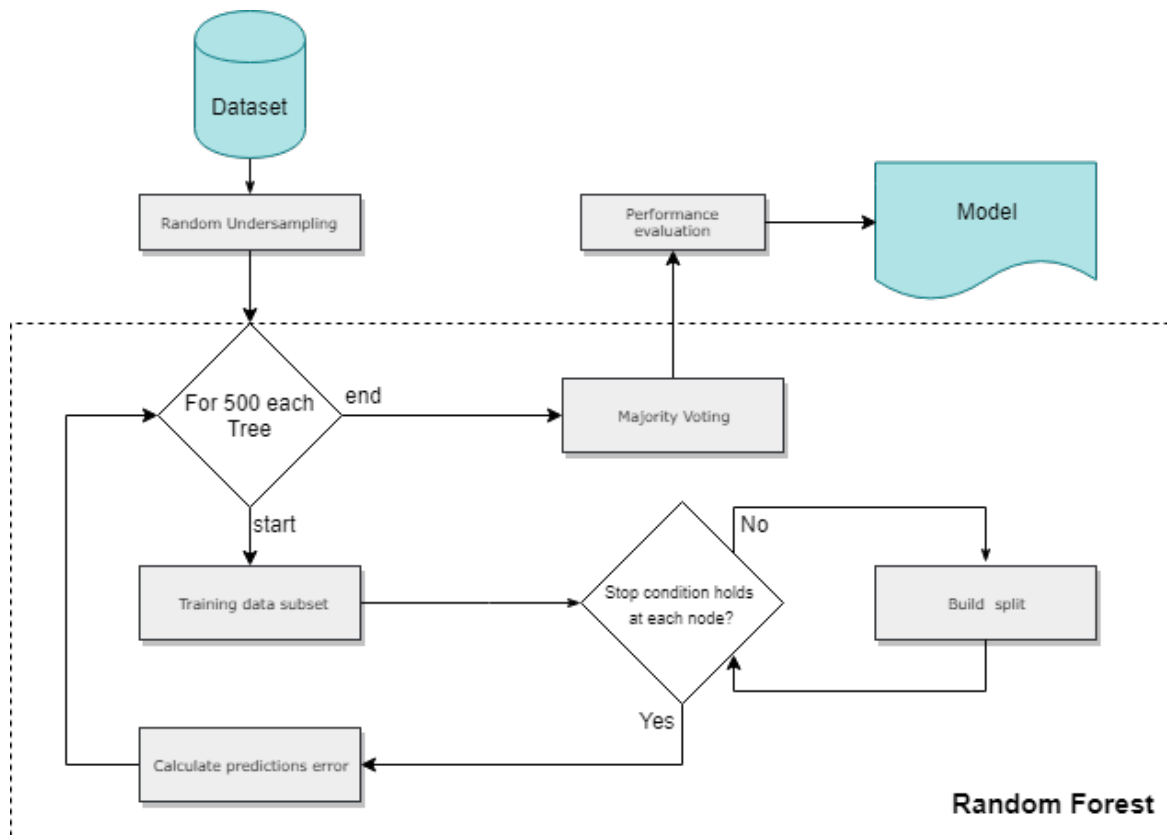 Dataset
Random Undersampling
Performance
evaluation
Model
For 500 each
Tree
end
Majority Voting
start
No
Training data subset
Stop condition holds
at each node?
Build split
Yes
Calculate predictions error
Random Forest